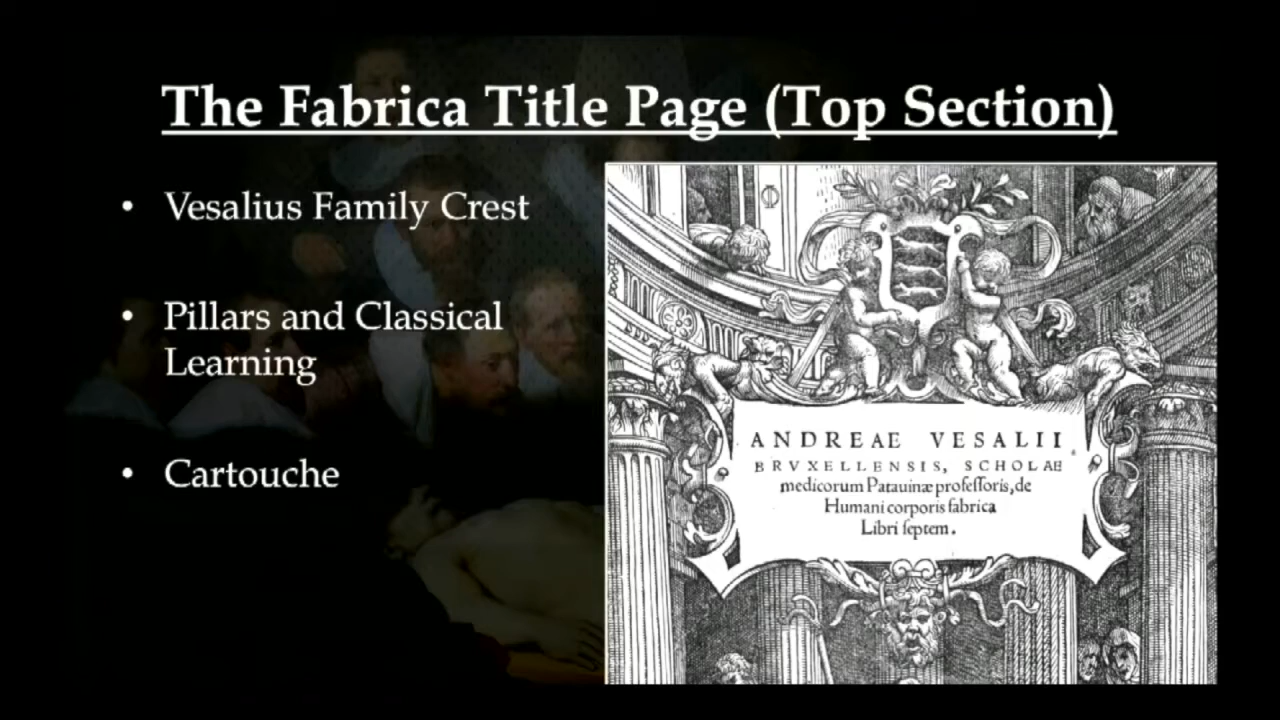 The Fabrica Title Page (Top Section)
• Vesalius Family Crest
• Pillars and Classical
Learning
• Cartouche
ANDREAE VESALII
BRVXELLENSIS, SCHOLAE
medicorum Patauinæ profeſſoris, de
Humani corporis fabrica
Libri ſeptem.